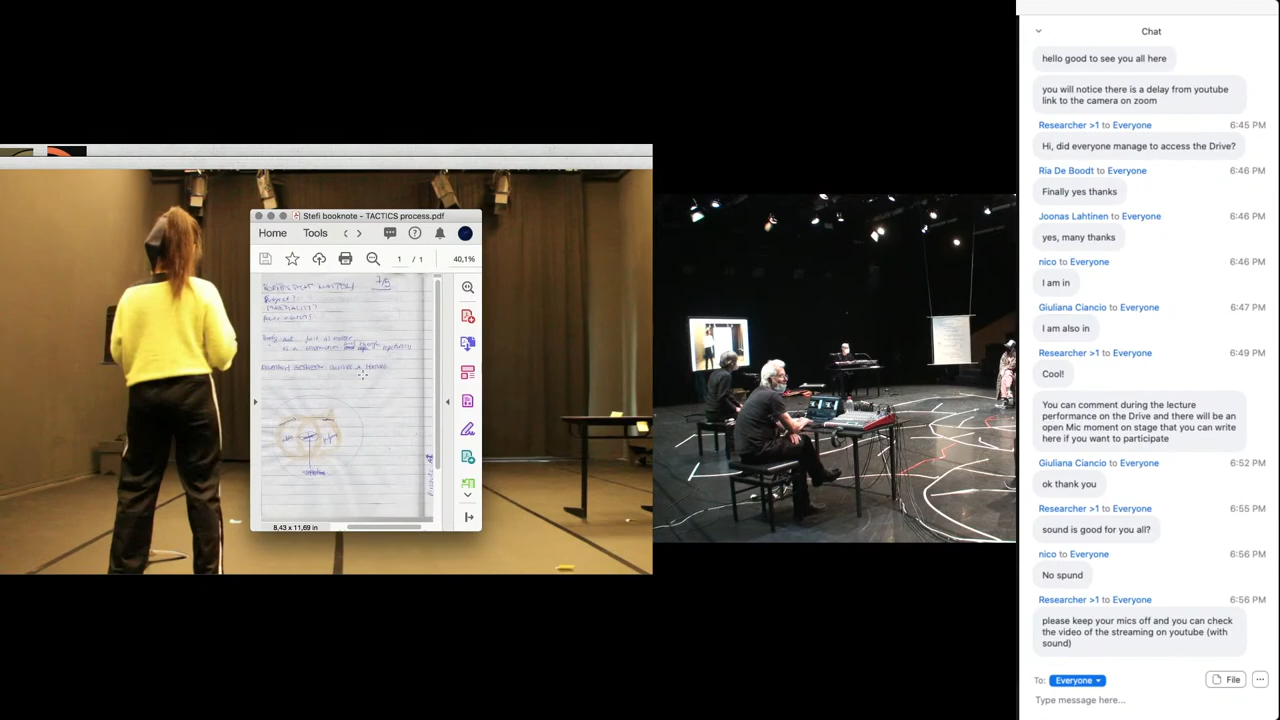 Stefi booknote - TACTICS process.pdf
Home Tools
1 / 1 40,1%
7/5
8,43 x 11,69 in
Chat
hello good to see you all here
you will notice there is a delay from youtube
link to the camera on zoom
Researcher >1 to Everyone 6:45 PM
Hi, did everyone manage to access the Drive?
Ria De Boodt to Everyone 6:46 PM
Finally yes thanks
Joonas Lahtinen to Everyone 6:46 PM
yes, many thanks
nico to Everyone 6:46 PM
I am in
Giuliana Ciancio to Everyone 6:47 PM
I am also in
Researcher >1 to Everyone 6:49 PM
Cool!
You can comment during the lecture
performance on the Drive and there will be an
open Mic moment on stage that you can write
here if you want to participate
Giuliana Ciancio to Everyone 6:52 PM
ok thank you
Researcher >1 to Everyone 6:55 PM
sound is good for you all?
nico to Everyone 6:56 PM
No spund
Researcher >1 to Everyone 6:56 PM
please keep your mics off and you can check
the video of the streaming on youtube (with
sound)
To: Everyone File
Type message here...